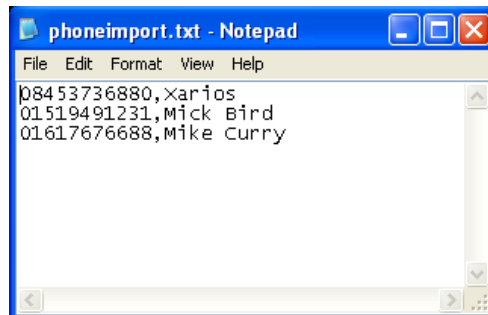 phoneimport.txt - Notepad
File Edit Format View Help
08453736880,Xarios
01519491231,Mick Bird
01617676688,Mike Curry